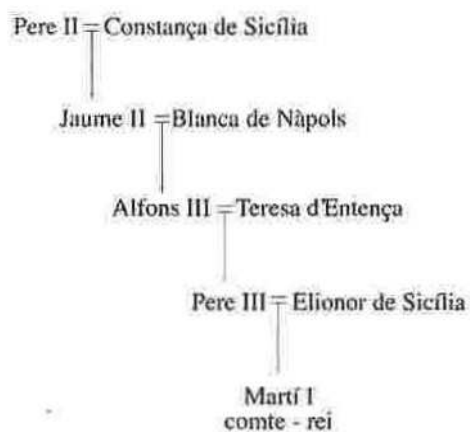 Pere II = Constança de Sicília
Jaume II = Blanca de Nàpols
Alfons III = Teresa d'Entença
Pere III = Elionor de Sicília
Martí I
comte - rei